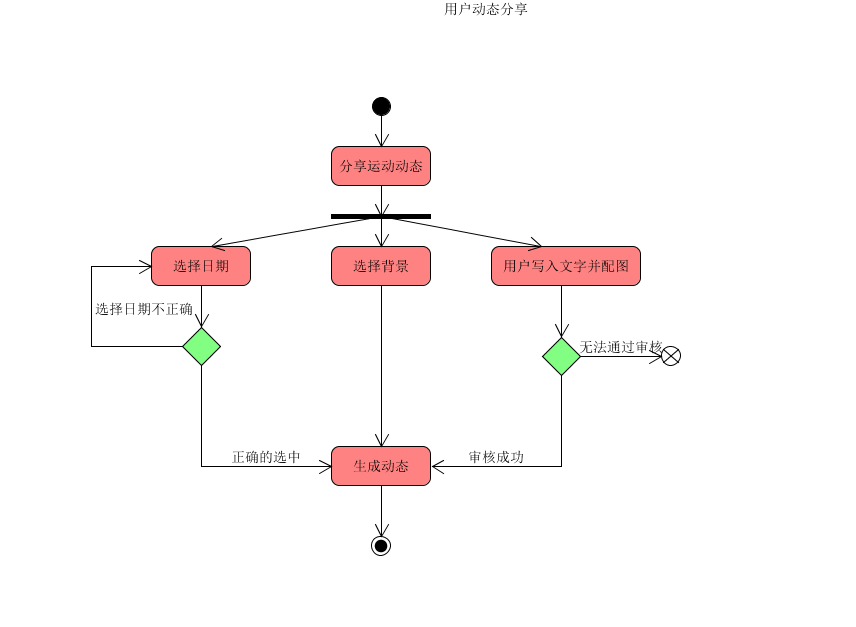 用户动态分享
分享运动动态
选择日期
选择背景
用户写入文字并配图
选择日期不正确
无法通过审核
正确的选中
生成动态
审核成功